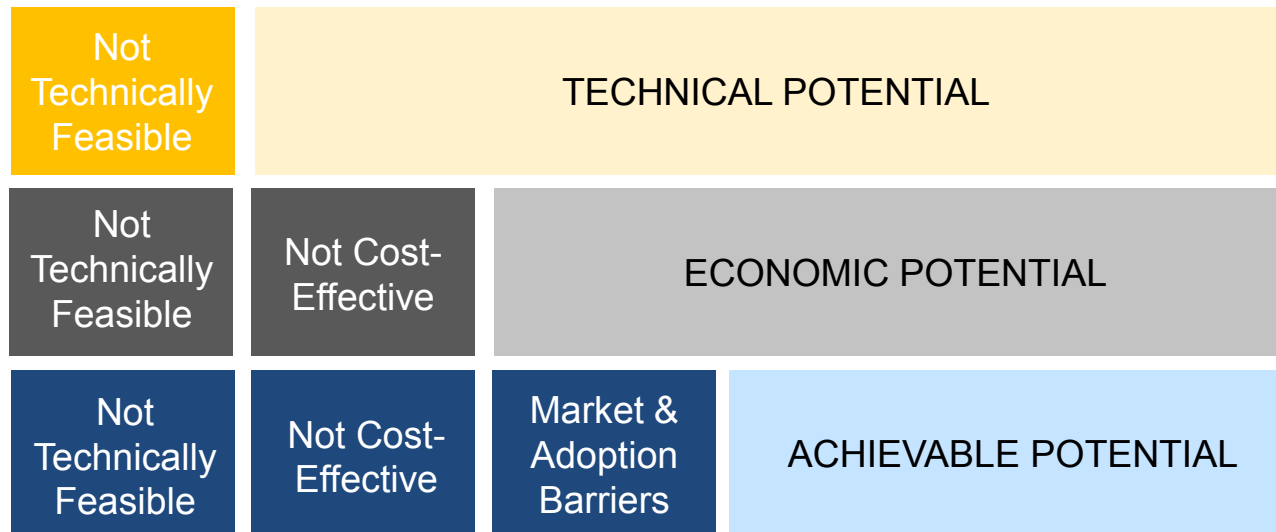 Not
Technically
Feasible
TECHNICAL POTENTIAL
Not
Technically
Feasible
Not Cost-
Effective
ECONOMIC POTENTIAL
Not
Technically
Feasible
Not Cost-
Effective
Market &
Adoption
Barriers
ACHIEVABLE POTENTIAL